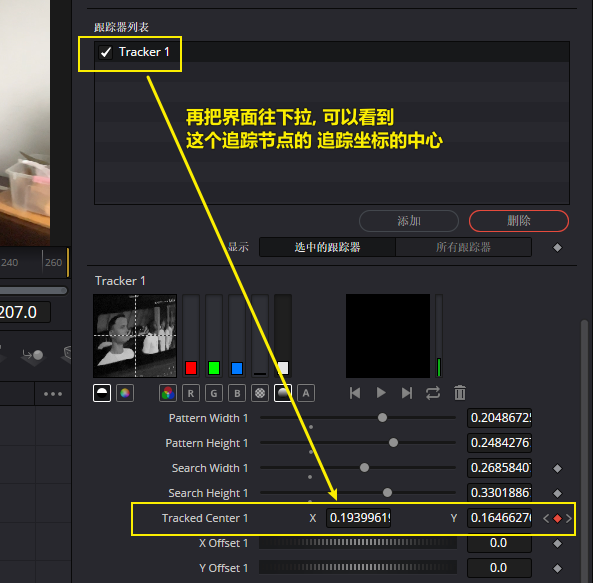 跟踪器列表
Tracker 1
再把界面往下拉, 可以看到
这个追踪节点的 追踪坐标的中心
添加
删除
显示
选中的跟踪器
所有跟踪器
240
260
207.0
Tracker 1
R
G
B
A
Pattern Width 1
0.2048672
Pattern Height 1
0.2484276
Search Width 1
0.2685840
Search Height 1
0.3301886
Tracked Center 1 X 0.1939961 Y 0.1646627
X Offset 1
0.0
Y Offset 1
0.0